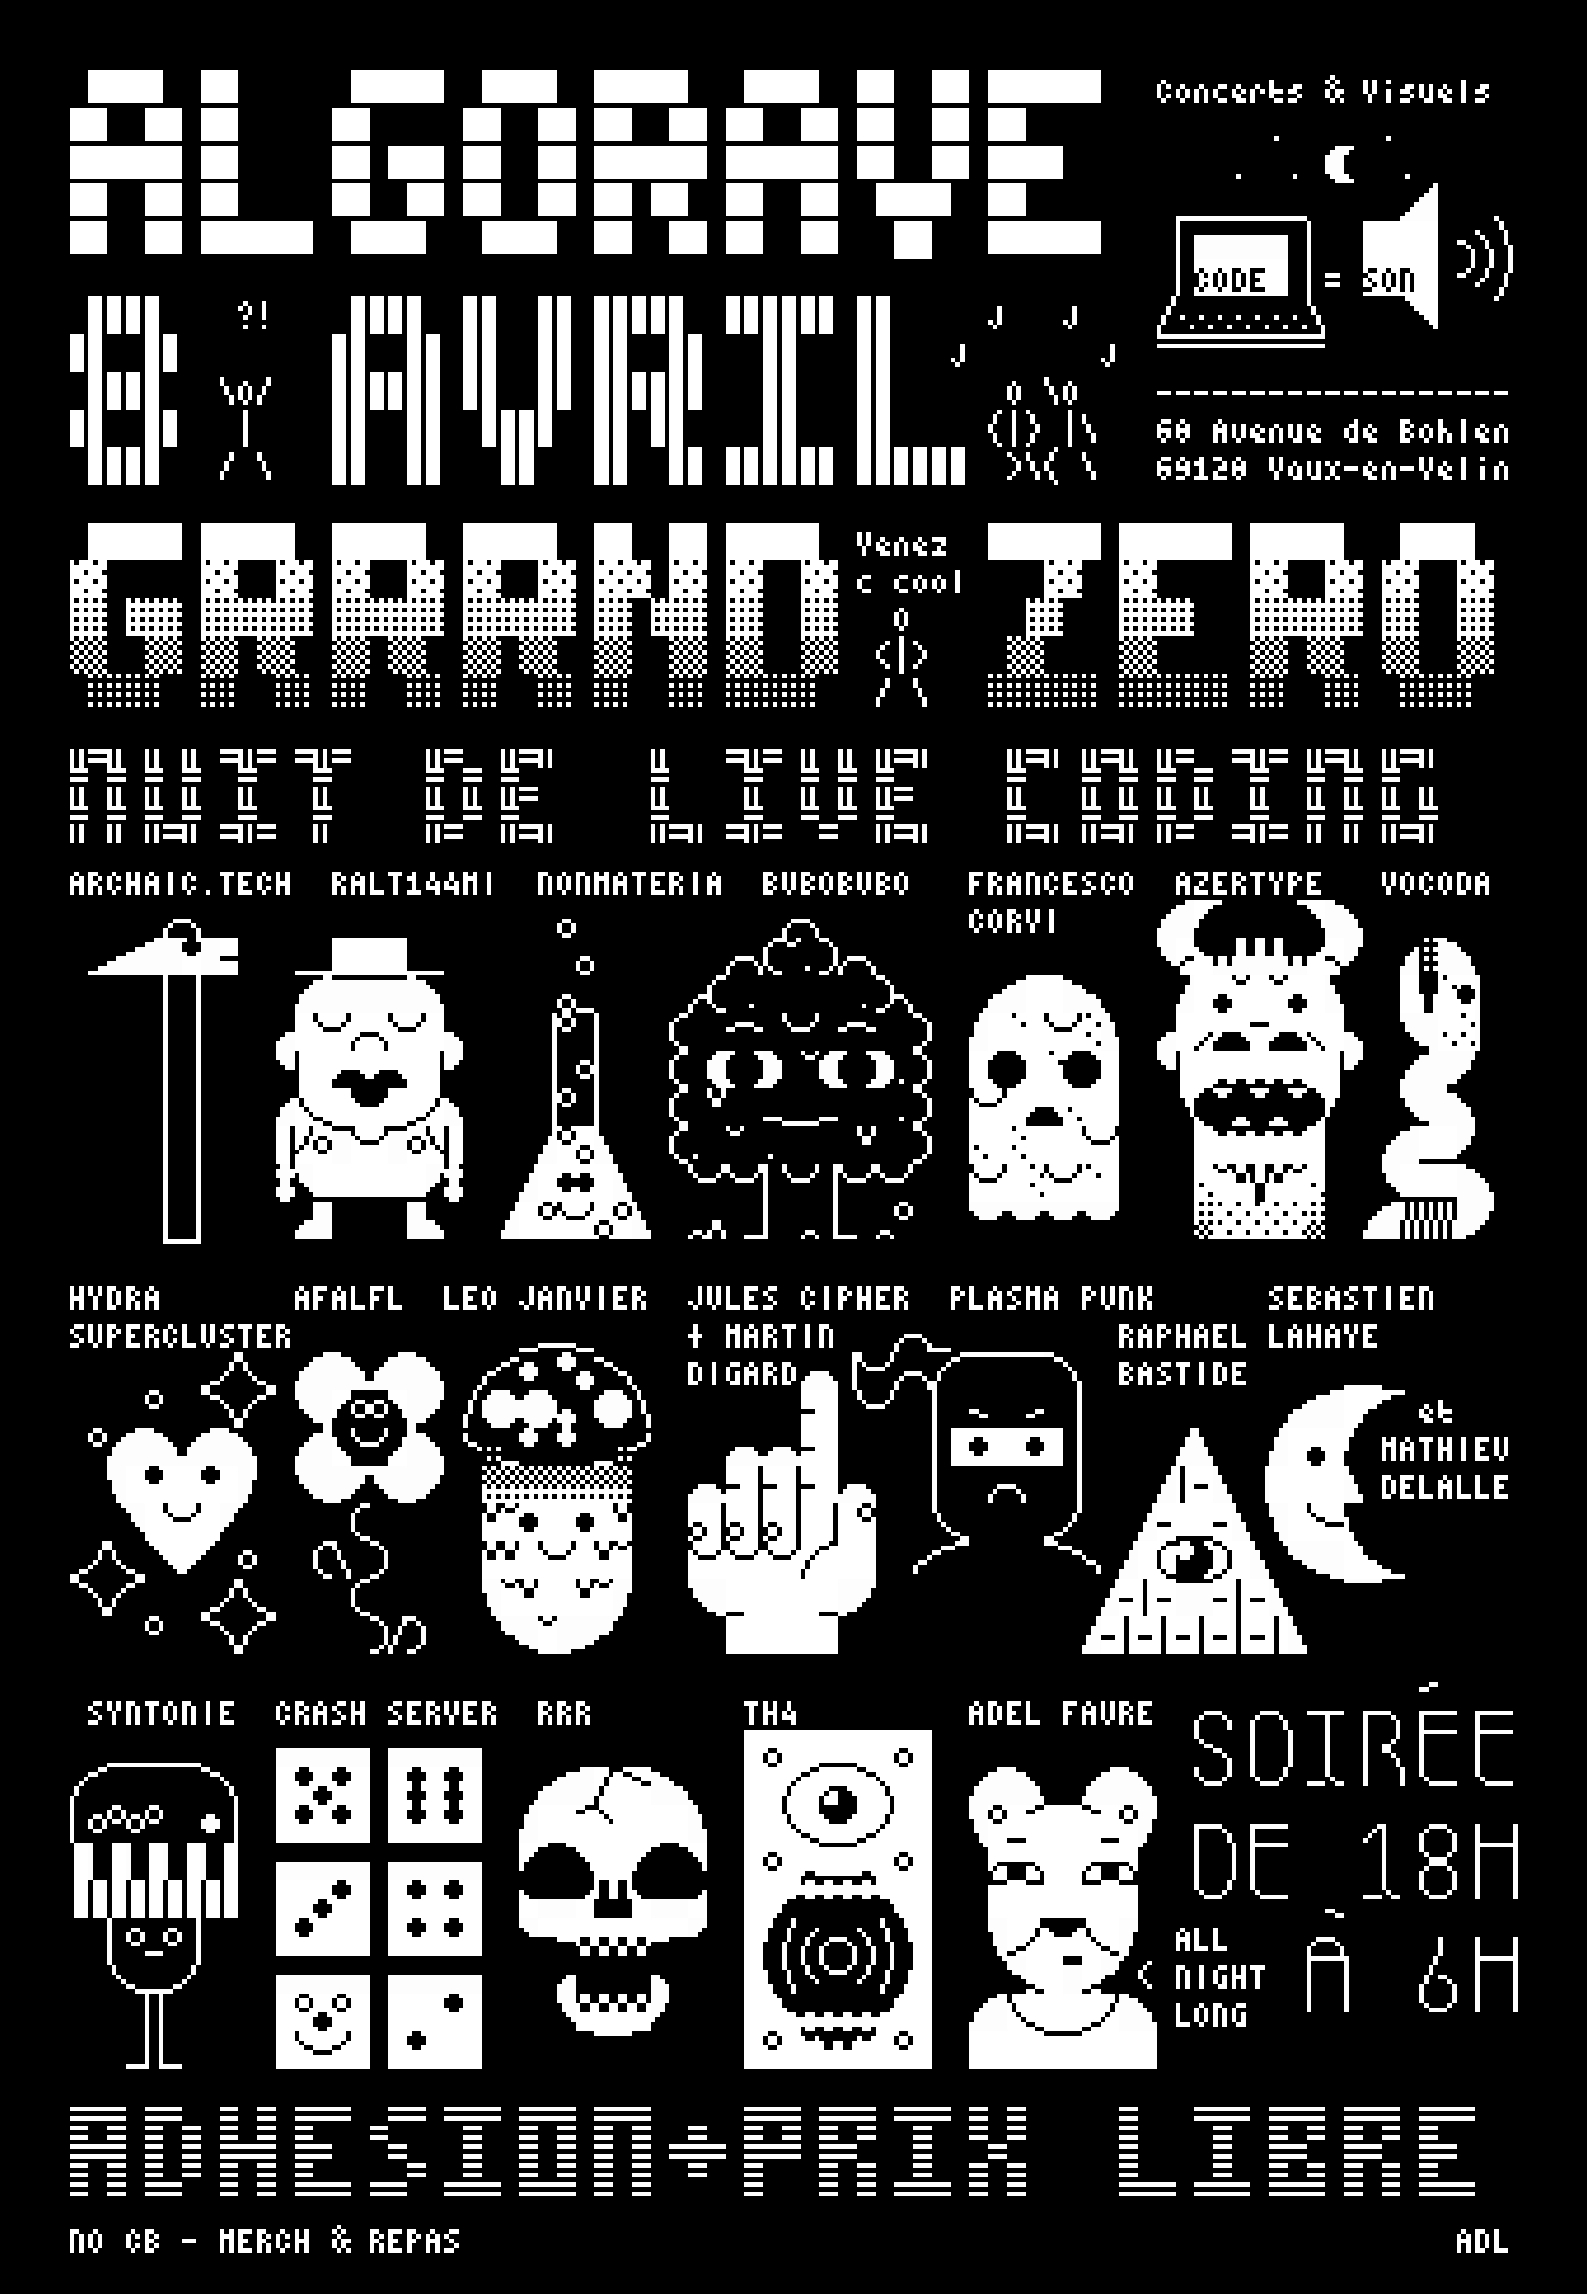 ALGORAVE
Concerts & Visuels
CODE = SON
8 AVRIL
?!
60 Avenue de Bohlen
69120 Vaux-en-Velin
GRRRND ZERO
Venez
c cool
NUIT DE LIVE CODING
ARCHAIC.TECH RALT144MI NONMATERIA BUBOBUBO FRANCESCO CORVI AZERTYPE VOCODA
HYDRA SUPERCLUSTER
AFALFL
LEO JANVIER
JULES CIPHER
+ MARTIN
DIGARD
PLASMA PUNK
RAPHAEL
BASTIDE
SEBASTIEN
LAHAYE
et
MATHIEU
DELALLE
SYNTONIE CRASH SERVER RRR TH4 ADEL FAURE
SOIRÉE
DE 18H
À 6H
< ALL
NIGHT
LONG
ADHESION+PRIX LIBRE
NO CB - MERCH & REPAS
ADL